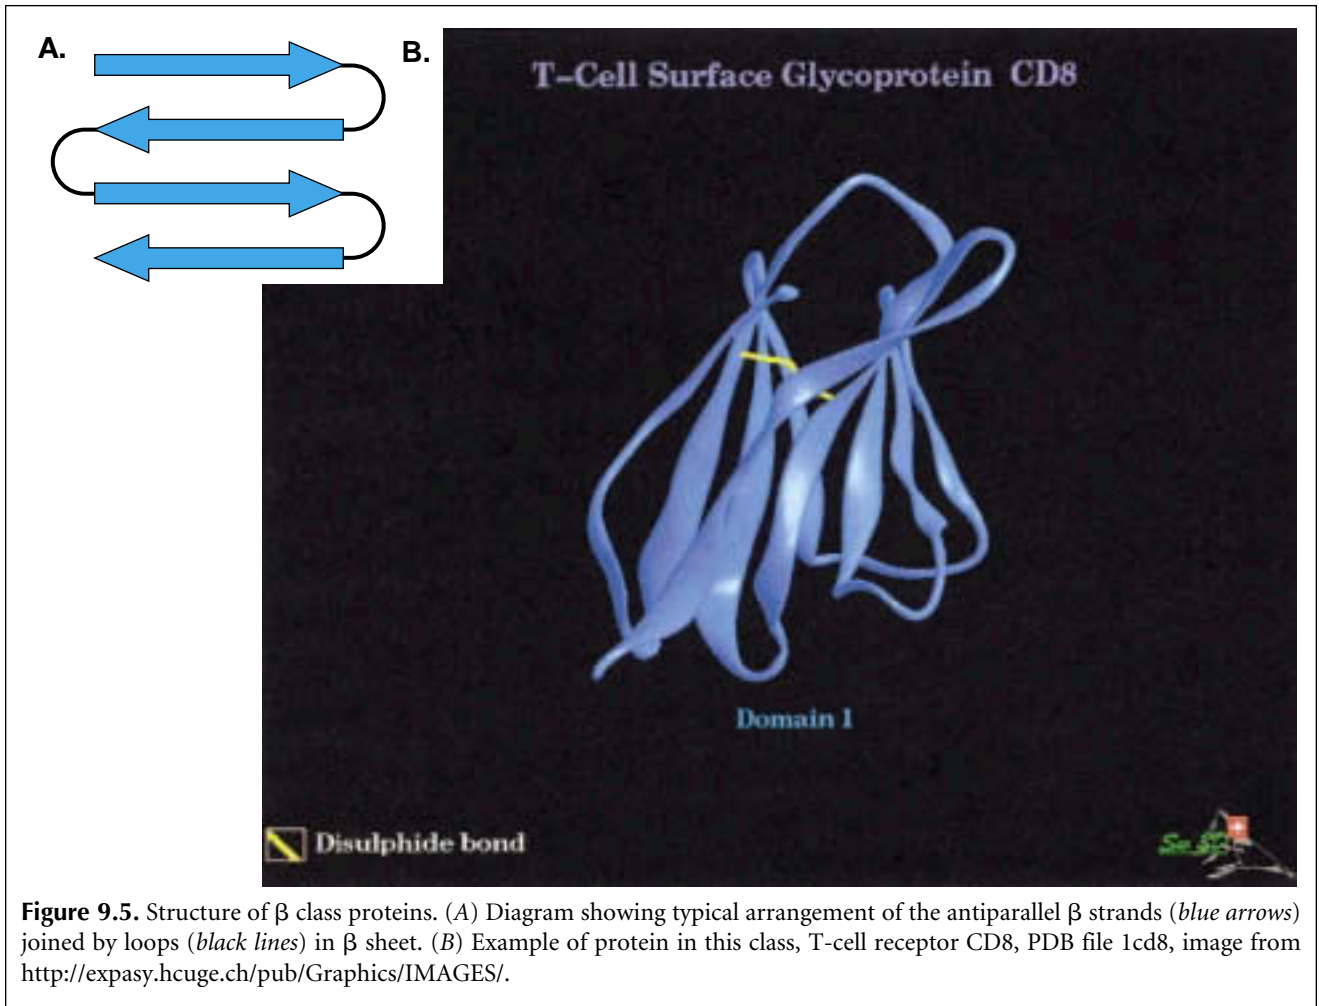 A.
B.
T–Cell Surface Glycoprotein CD8
Domain 1
Disulphide bond
Figure 9.5. Structure of β class proteins. (A) Diagram showing typical arrangement of the antiparallel β strands (blue arrows)
joined by loops (black lines) in β sheet. (B) Example of protein in this class, T-cell receptor CD8, PDB file 1cd8, image from
http://expasy.hcuge.ch/pub/Graphics/IMAGES/.